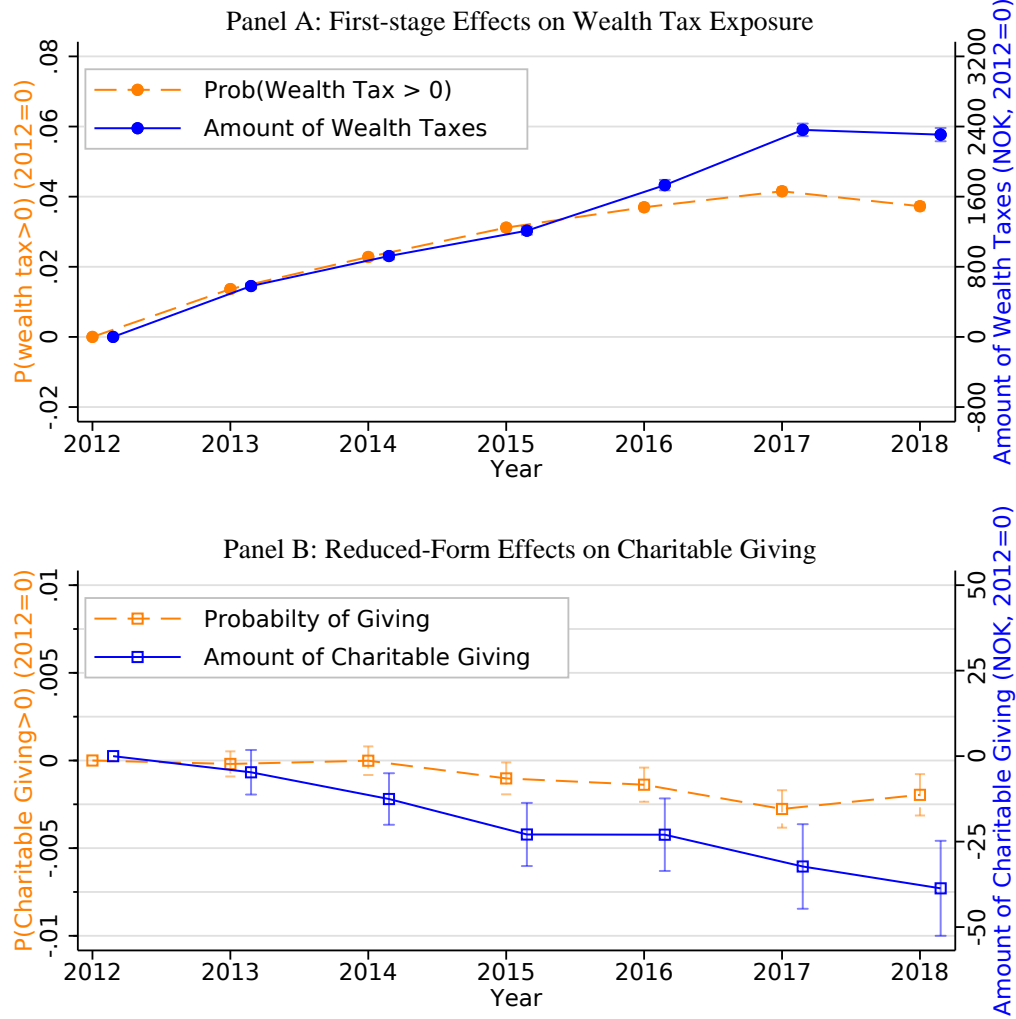 Panel A: First-stage Effects on Wealth Tax Exposure
P(wealth tax>0) (2012=0)
.08
.06
.04
.02
0
-.02
Prob(Wealth Tax > 0)
Amount of Wealth Taxes
3200
2400
1600
800
0
-800
Amount of Wealth Taxes (NOK, 2012=0)
2012 2013 2014 2015 2016 2017 2018
Year
Panel B: Reduced-Form Effects on Charitable Giving
P(Charitable Giving>0) (2012=0)
.01
.005
0
-.005
-.01
Probabilty of Giving
Amount of Charitable Giving
50
25
0
-25
-50
Amount of Charitable Giving (NOK, 2012=0)
2012 2013 2014 2015 2016 2017 2018
Year